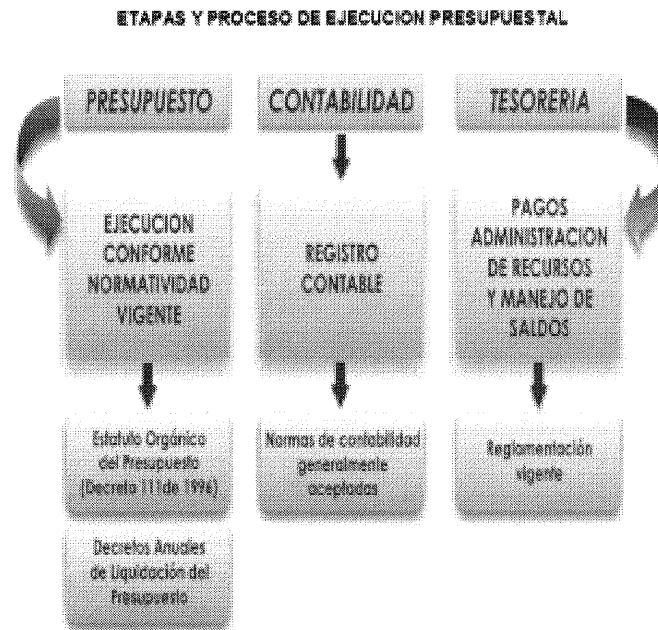 ETAPAS Y PROCESO DE EJECUCION PRESUPUESTAL
PRESUPUESTO
CONTABILIDAD
TESORERIA
EJECUCION
CONFORME
NORMATIVIDAD
VIGENTE
REGISTRO
CONTABLE
PAGOS
ADMINISTRACION
DE RECURSOS
Y MANEJO DE
SALDOS
Estatuto Orgánico
del Presupuesto
(Decreto 111de 1996)
Normas de contabilidad
generalmente
aceptadas
Reglamentación
vigente
Decretos Anuales
de Liquidación del
Presupuesto